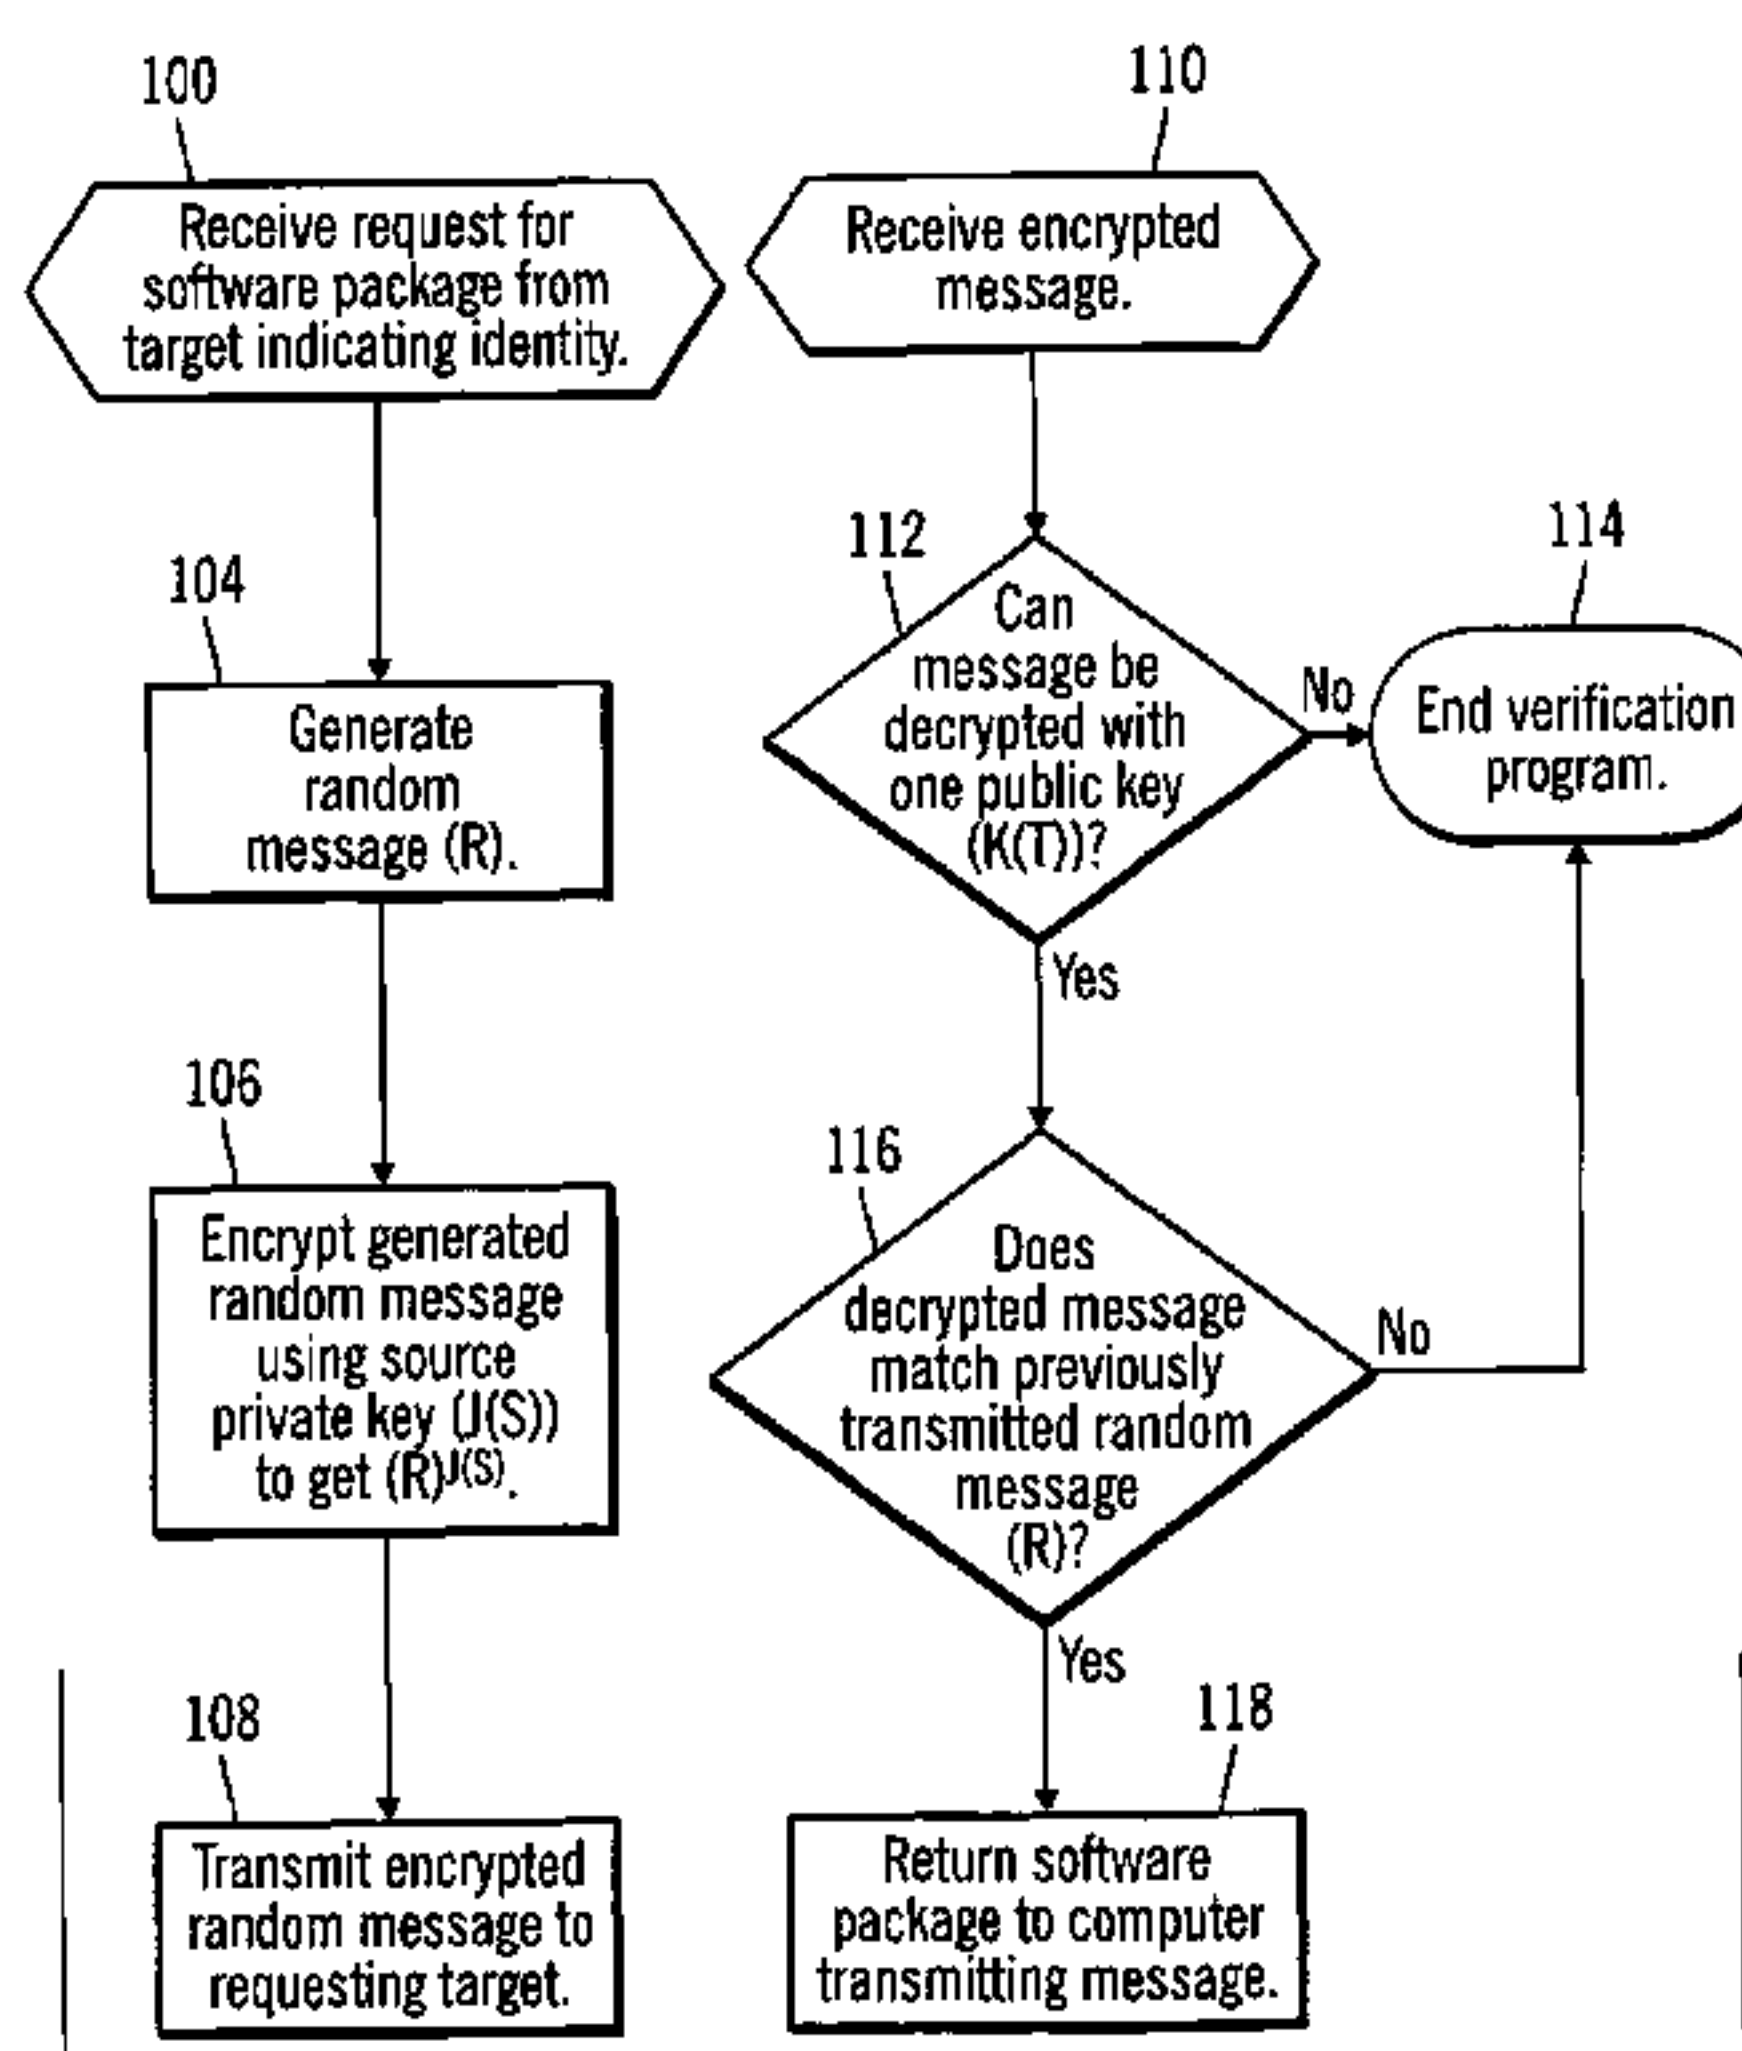 100
Receive request for
software package from
target indicating identity.
104
Generate
random
message (R).
106
Encrypt generated
random message
using source
private key (J(S))
to get (R)J(S).
108
Transmit encrypted
random message to
requesting target.
110
Receive encrypted
message.
112
Can
message be
decrypted with
one public key
(K(T))?
No
114
End verification
program.
Yes
116
Does
decrypted message
match previously
transmitted random
message
(R)?
No
Yes
118
Return software
package to computer
transmitting message.